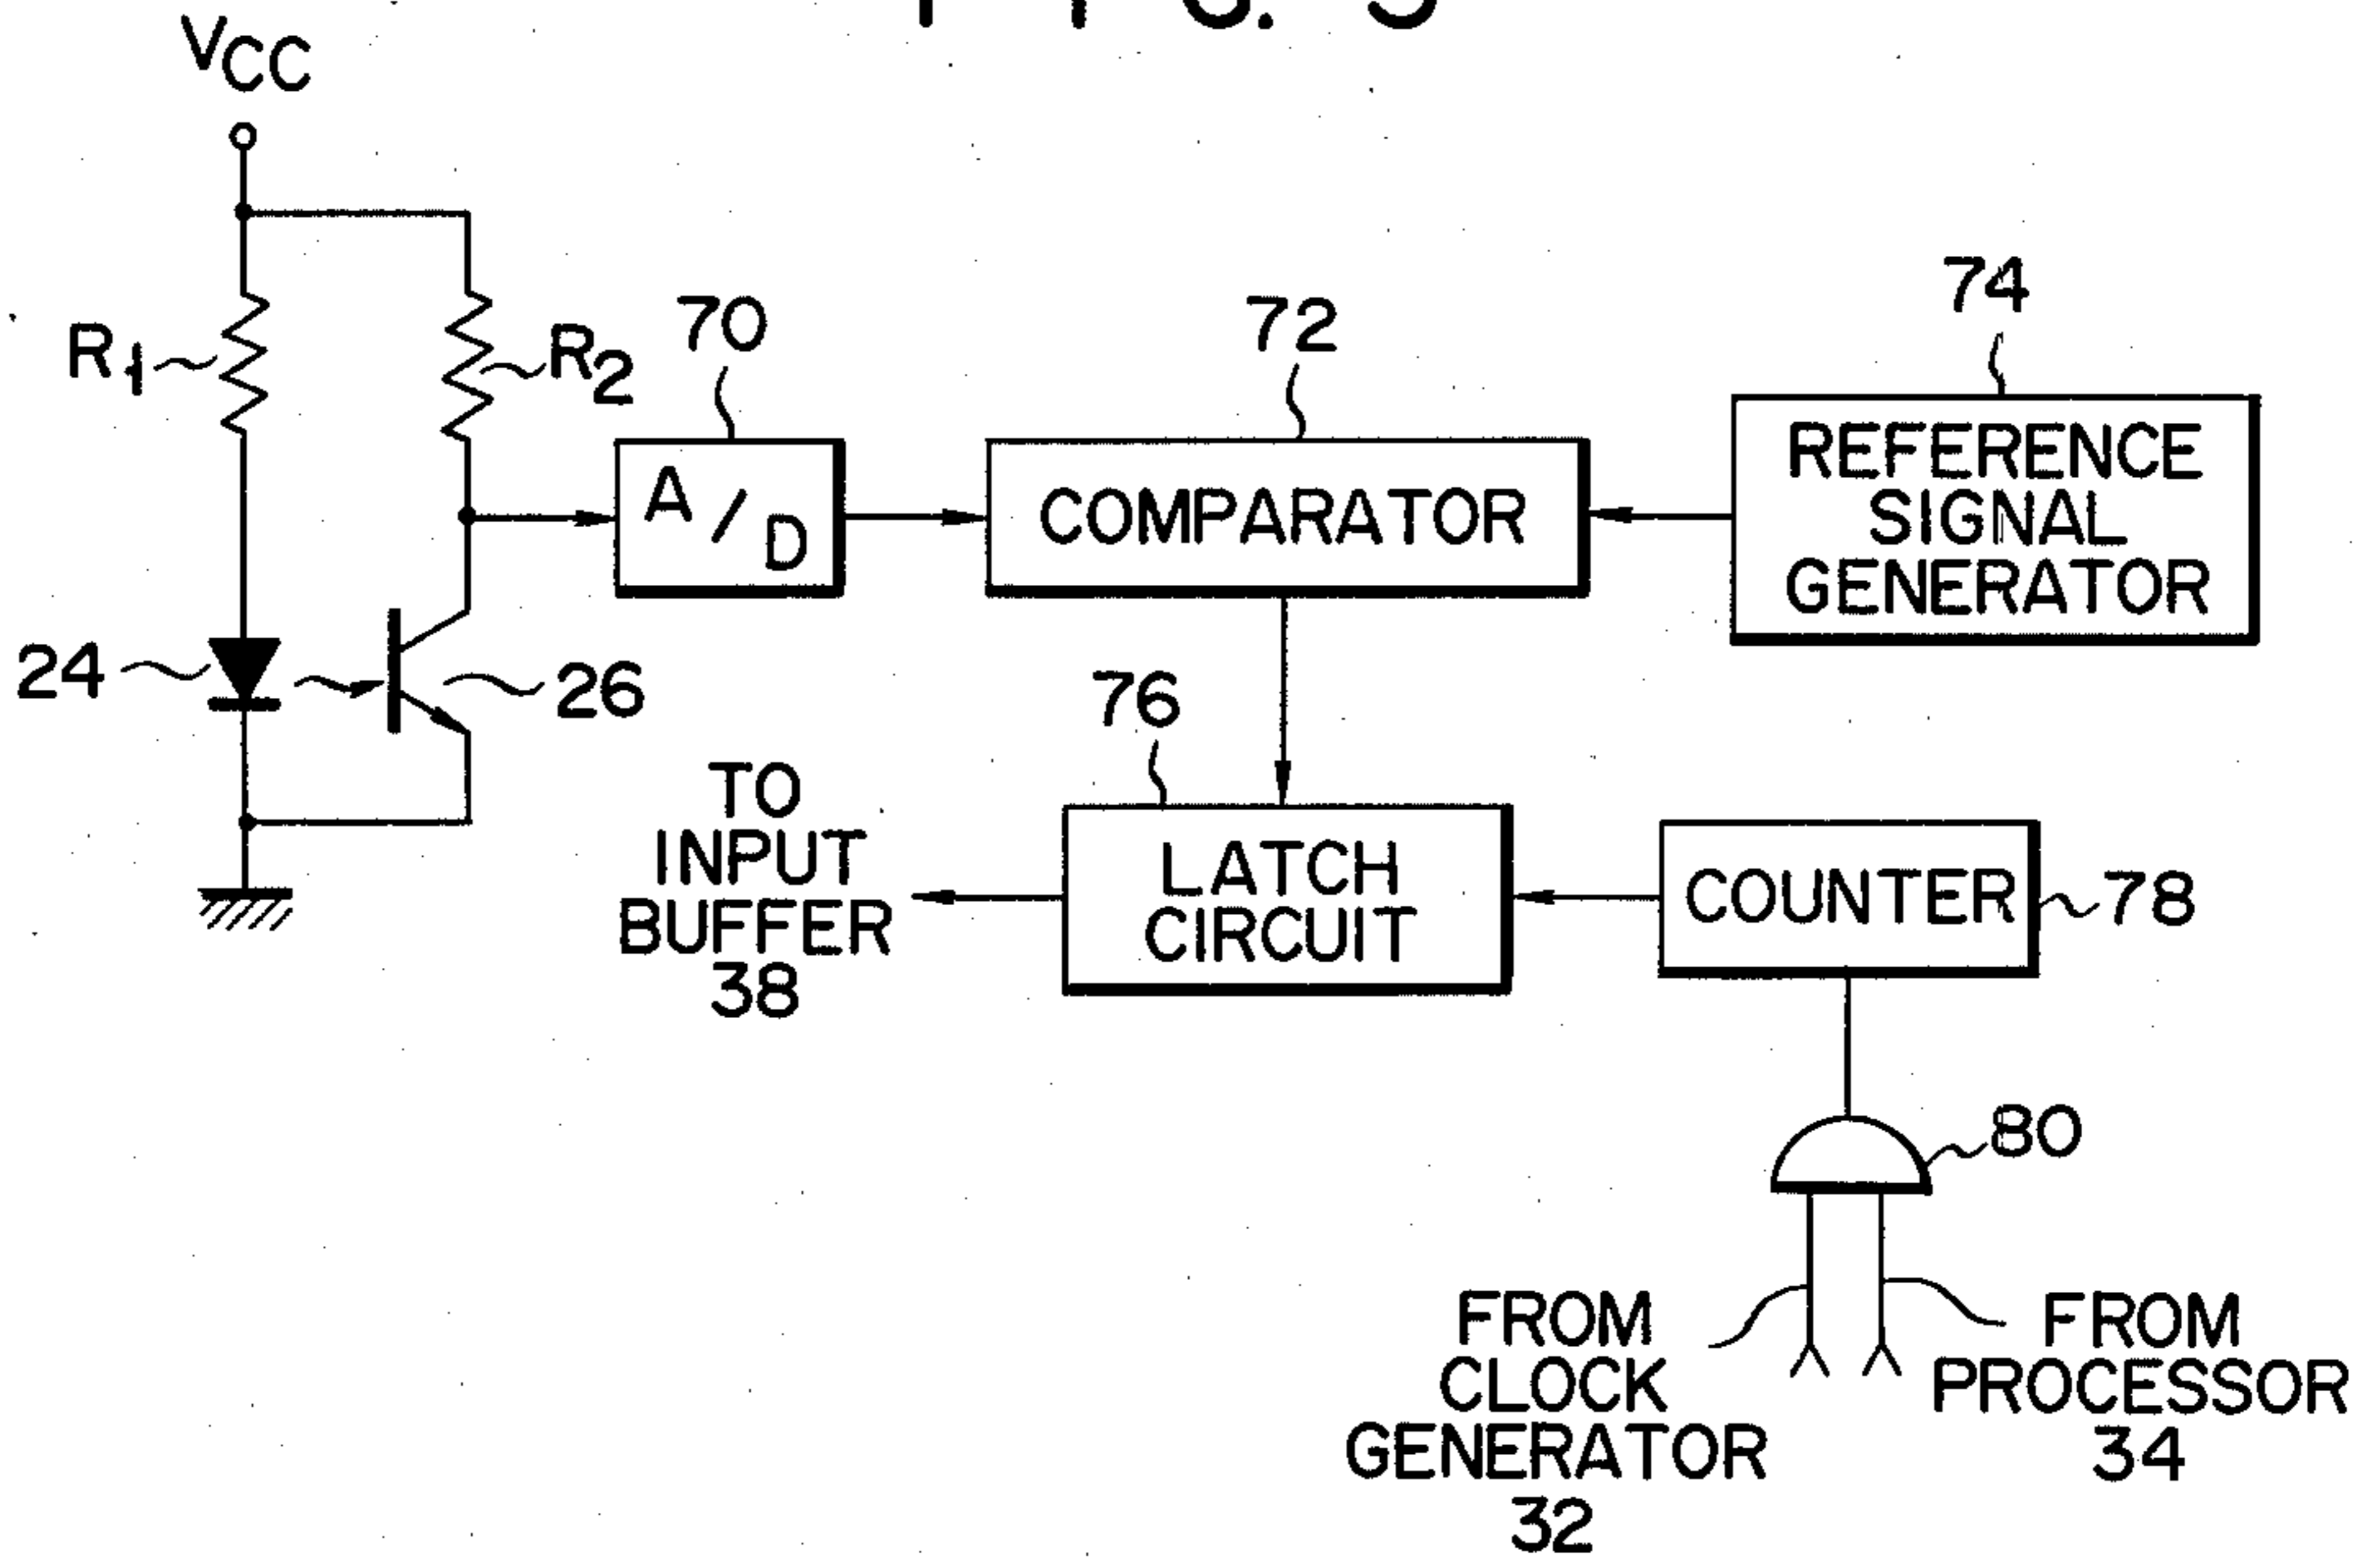 VCC
R1
R2
70
72
74
A/D
COMPARATOR
REFERENCE
SIGNAL
GENERATOR
24
26
76
TO
INPUT
BUFFER
38
LATCH
CIRCUIT
COUNTER
78
80
FROM
CLOCK
GENERATOR
32
FROM
PROCESSOR
34